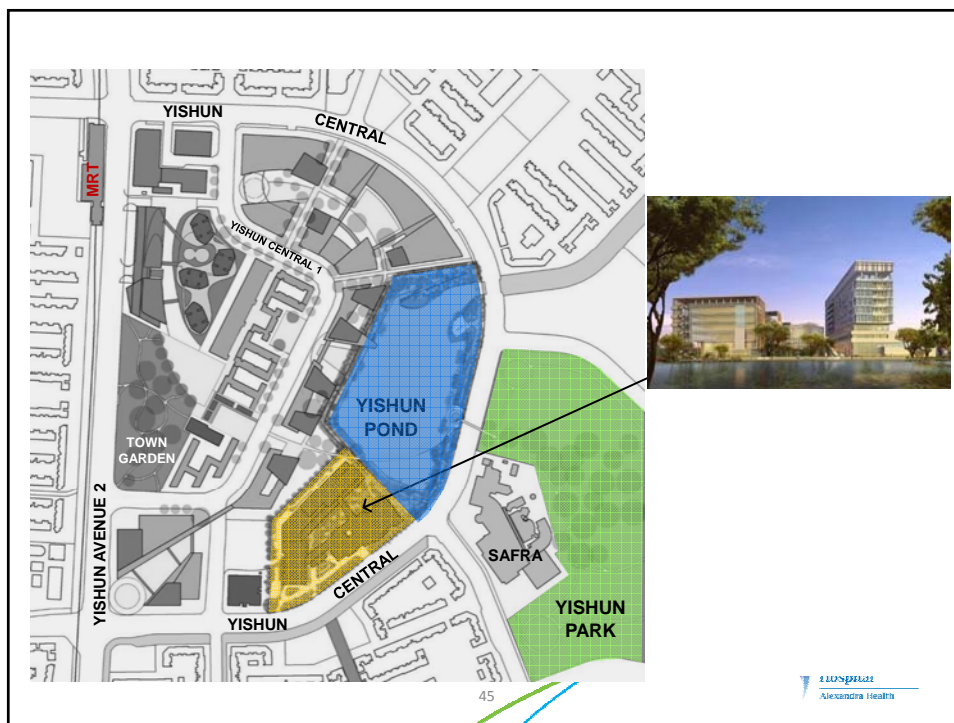 YISHUN
CENTRAL
MRT
YISHUN CENTRAL 1
YISHUN
POND
TOWN
GARDEN
YISHUN AVENUE 2
SAFRA
CENTRAL
YISHUN
YISHUN
PARK
45
Hospital
Alexandra Health